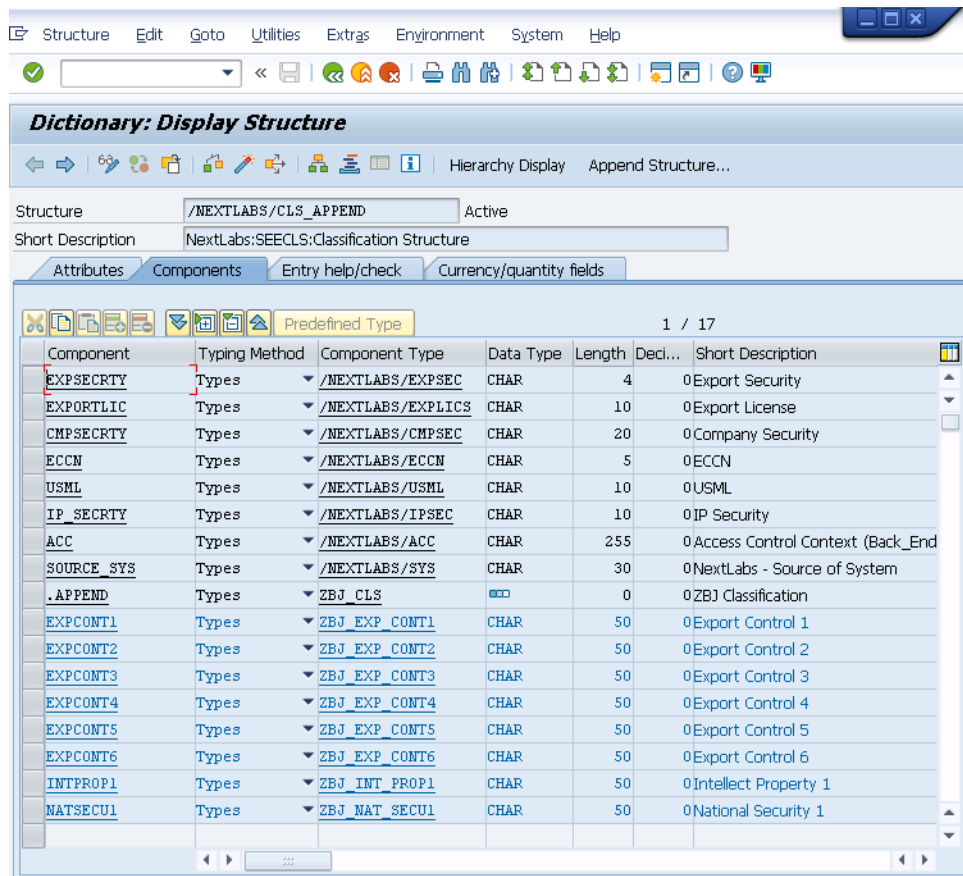 Structure Edit Goto Utilities Extras Environment System Help
Dictionary: Display Structure
Hierarchy Display Append Structure...
Structure /NEXTLABS/CLS_APPEND Active
Short Description NextLabs:SEECLS:Classification Structure
Attributes Components Entry help/check Currency/quantity fields
Predefined Type 1 / 17
Component Typing Method Component Type Data Type Length Deci... Short Description
EXPSECRTY Types /NEXTLABS/EXPSEC CHAR 4 0 Export Security
EXPORTLIC Types /NEXTLABS/EXPLICS CHAR 10 0 Export License
CMPSECRTY Types /NEXTLABS/CMPSEC CHAR 20 0 Company Security
ECCN Types /NEXTLABS/ECCN CHAR 5 0 ECCN
USML Types /NEXTLABS/USML CHAR 10 0 USML
IP_SECRTY Types /NEXTLABS/IPSEC CHAR 10 0 IP Security
ACC Types /NEXTLABS/ACC CHAR 255 0 Access Control Context (Back_End
SOURCE_SYS Types /NEXTLABS/SYS CHAR 30 0 NextLabs - Source of System
.APPEND Types ZBJ_CLS 0 0 ZBJ Classification
EXPCONT1 Types ZBJ_EXP_CONT1 CHAR 50 0 Export Control 1
EXPCONT2 Types ZBJ_EXP_CONT2 CHAR 50 0 Export Control 2
EXPCONT3 Types ZBJ_EXP_CONT3 CHAR 50 0 Export Control 3
EXPCONT4 Types ZBJ_EXP_CONT4 CHAR 50 0 Export Control 4
EXPCONT5 Types ZBJ_EXP_CONT5 CHAR 50 0 Export Control 5
EXPCONT6 Types ZBJ_EXP_CONT6 CHAR 50 0 Export Control 6
INTPROP1 Types ZBJ_INT_PROP1 CHAR 50 0 Intellect Property 1
NATSECU1 Types ZBJ_NAT_SECU1 CHAR 50 0 National Security 1